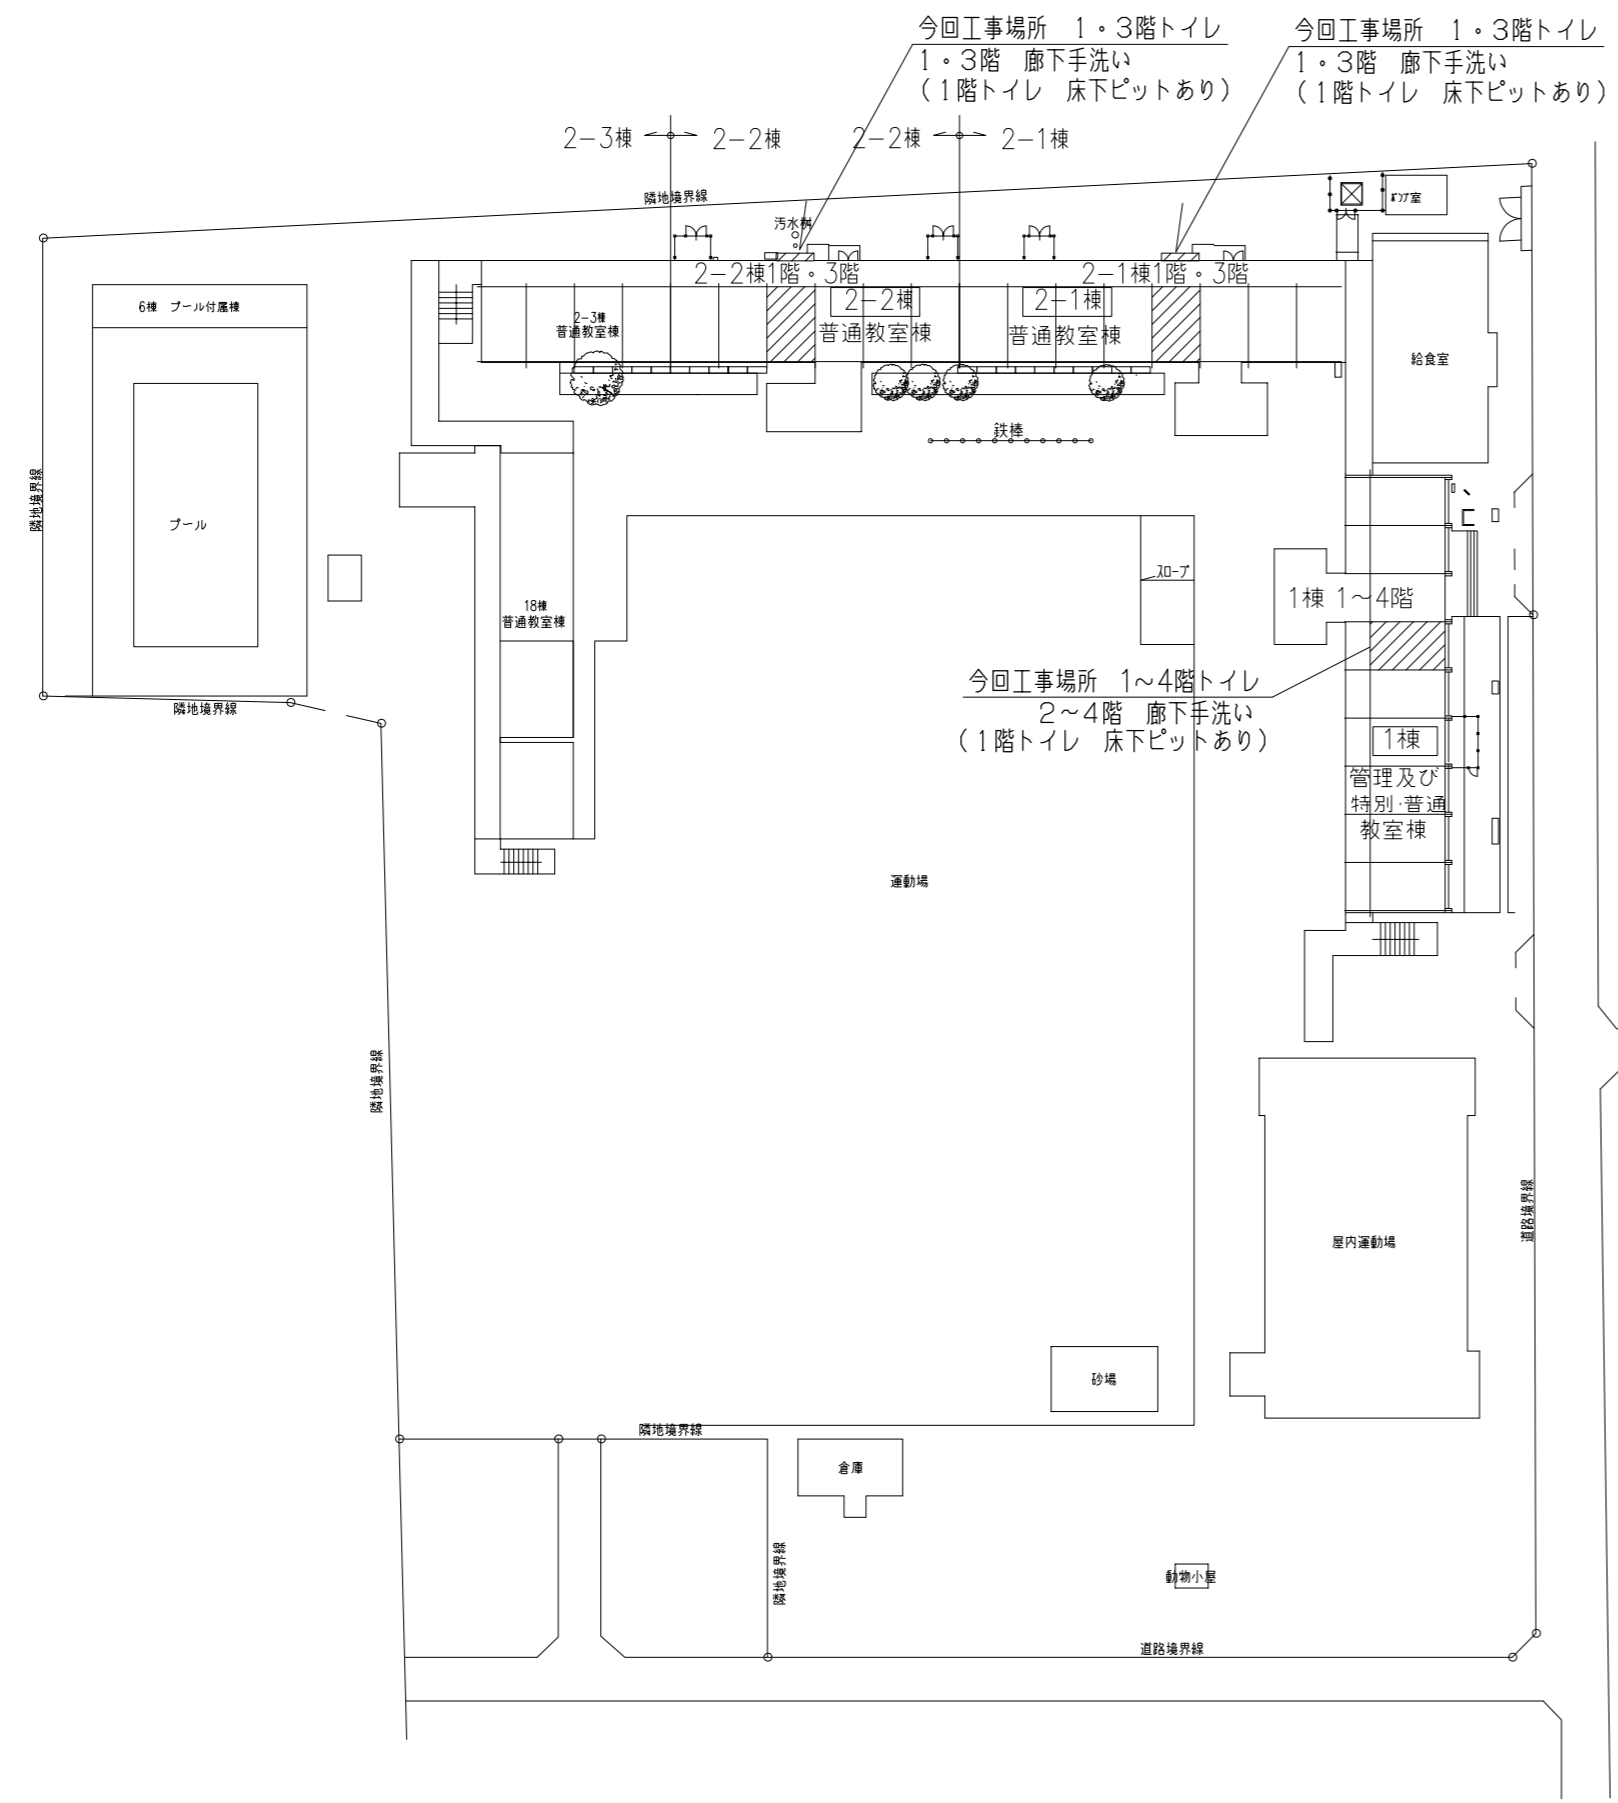 今回工事場所　1・3階トイレ
1・3階　廊下手洗い
（1階トイレ　床下ピットあり）
今回工事場所　1・3階トイレ
1・3階　廊下手洗い
（1階トイレ　床下ピットあり）
2-3棟
2-2棟
2-2棟
2-1棟
隣地境界線
ポンプ室
汚水桝
2-2棟1階・3階
2-1棟1階・3階
6棟　プール付属棟
2-2棟
2-1棟
2-3棟
普通教室棟
普通教室棟
普通教室棟
給食室
鉄棒
隣地境界線
プール
スロープ
18棟
普通教室棟
1棟 1～4階
今回工事場所　1～4階トイレ
2～4階　廊下手洗い
（1階トイレ　床下ピットあり）
隣地境界線
1棟
管理及び
特別・普通
教室棟
運動場
隣地境界線
道路境界線
屋内運動場
砂場
隣地境界線
倉庫
隣地境界線
動物小屋
道路境界線